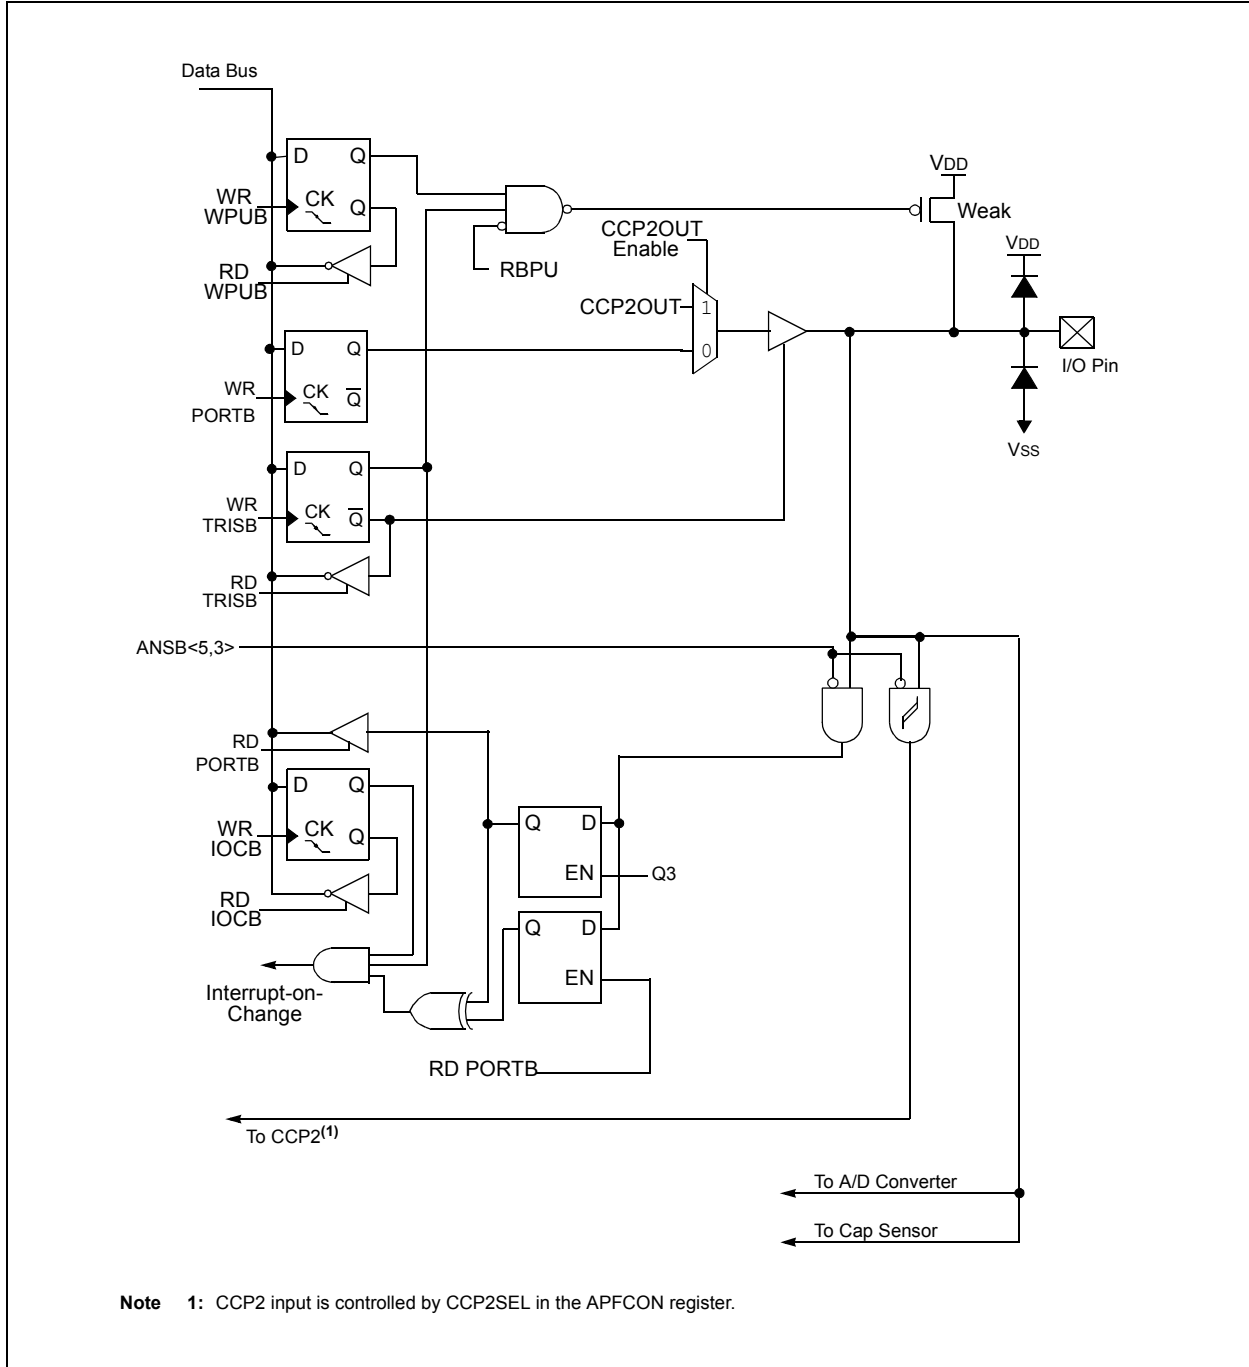 Data Bus
D Q
WR
WPUB
CK
Q
RD
WPUB
RBPU
CCP2OUT
Enable
CCP2OUT
1
0
VDD
Weak
VDD
I/O Pin
VSS
D Q
WR
PORTB
CK
Q
D Q
WR
TRISB
CK
Q
RD
TRISB
ANSB<5,3>
RD
PORTB
D Q
WR
IOCB
CK
Q
RD
IOCB
Q D
EN
Q3
Q D
EN
Interrupt-on-
Change
RD PORTB
To CCP2(1)
To A/D Converter
To Cap Sensor
Note 1: CCP2 input is controlled by CCP2SEL in the APFCON register.